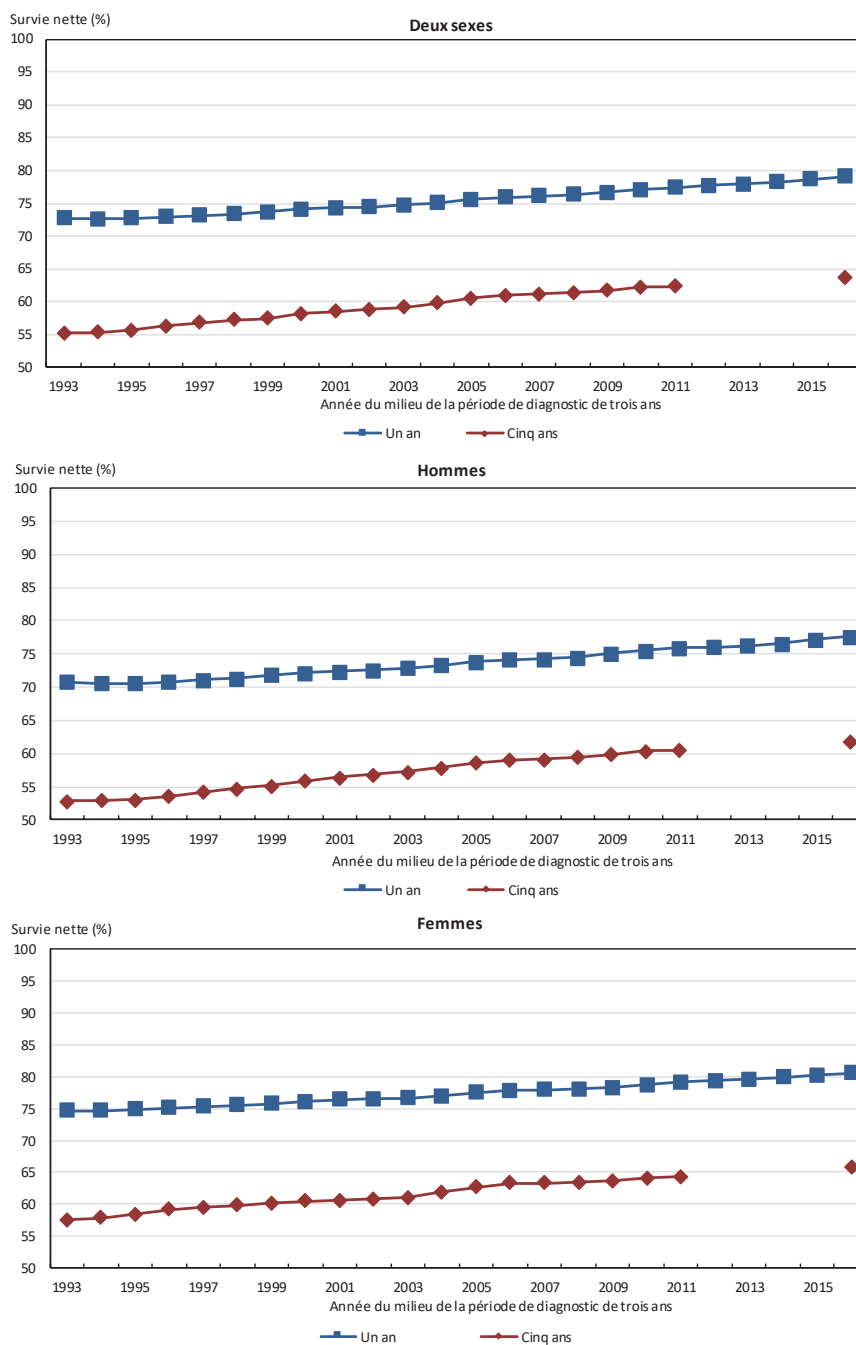 Survie nette (%)
Deux sexes
100
95
90
85
80
75
70
65
60
55
50
1993 1995 1997 1999 2001 2003 2005 2007 2009 2011 2013 2015
Année du milieu de la période de diagnostic de trois ans
Un an Cinq ans
Survie nette (%)
Hommes
100
95
90
85
80
75
70
65
60
55
50
1993 1995 1997 1999 2001 2003 2005 2007 2009 2011 2013 2015
Année du milieu de la période de diagnostic de trois ans
Un an Cinq ans
Femmes
Survie nette (%)
100
95
90
85
80
75
70
65
60
55
50
1993 1995 1997 1999 2001 2003 2005 2007 2009 2011 2013 2015
Année du milieu de la période de diagnostic de trois ans
Un an Cinq ans